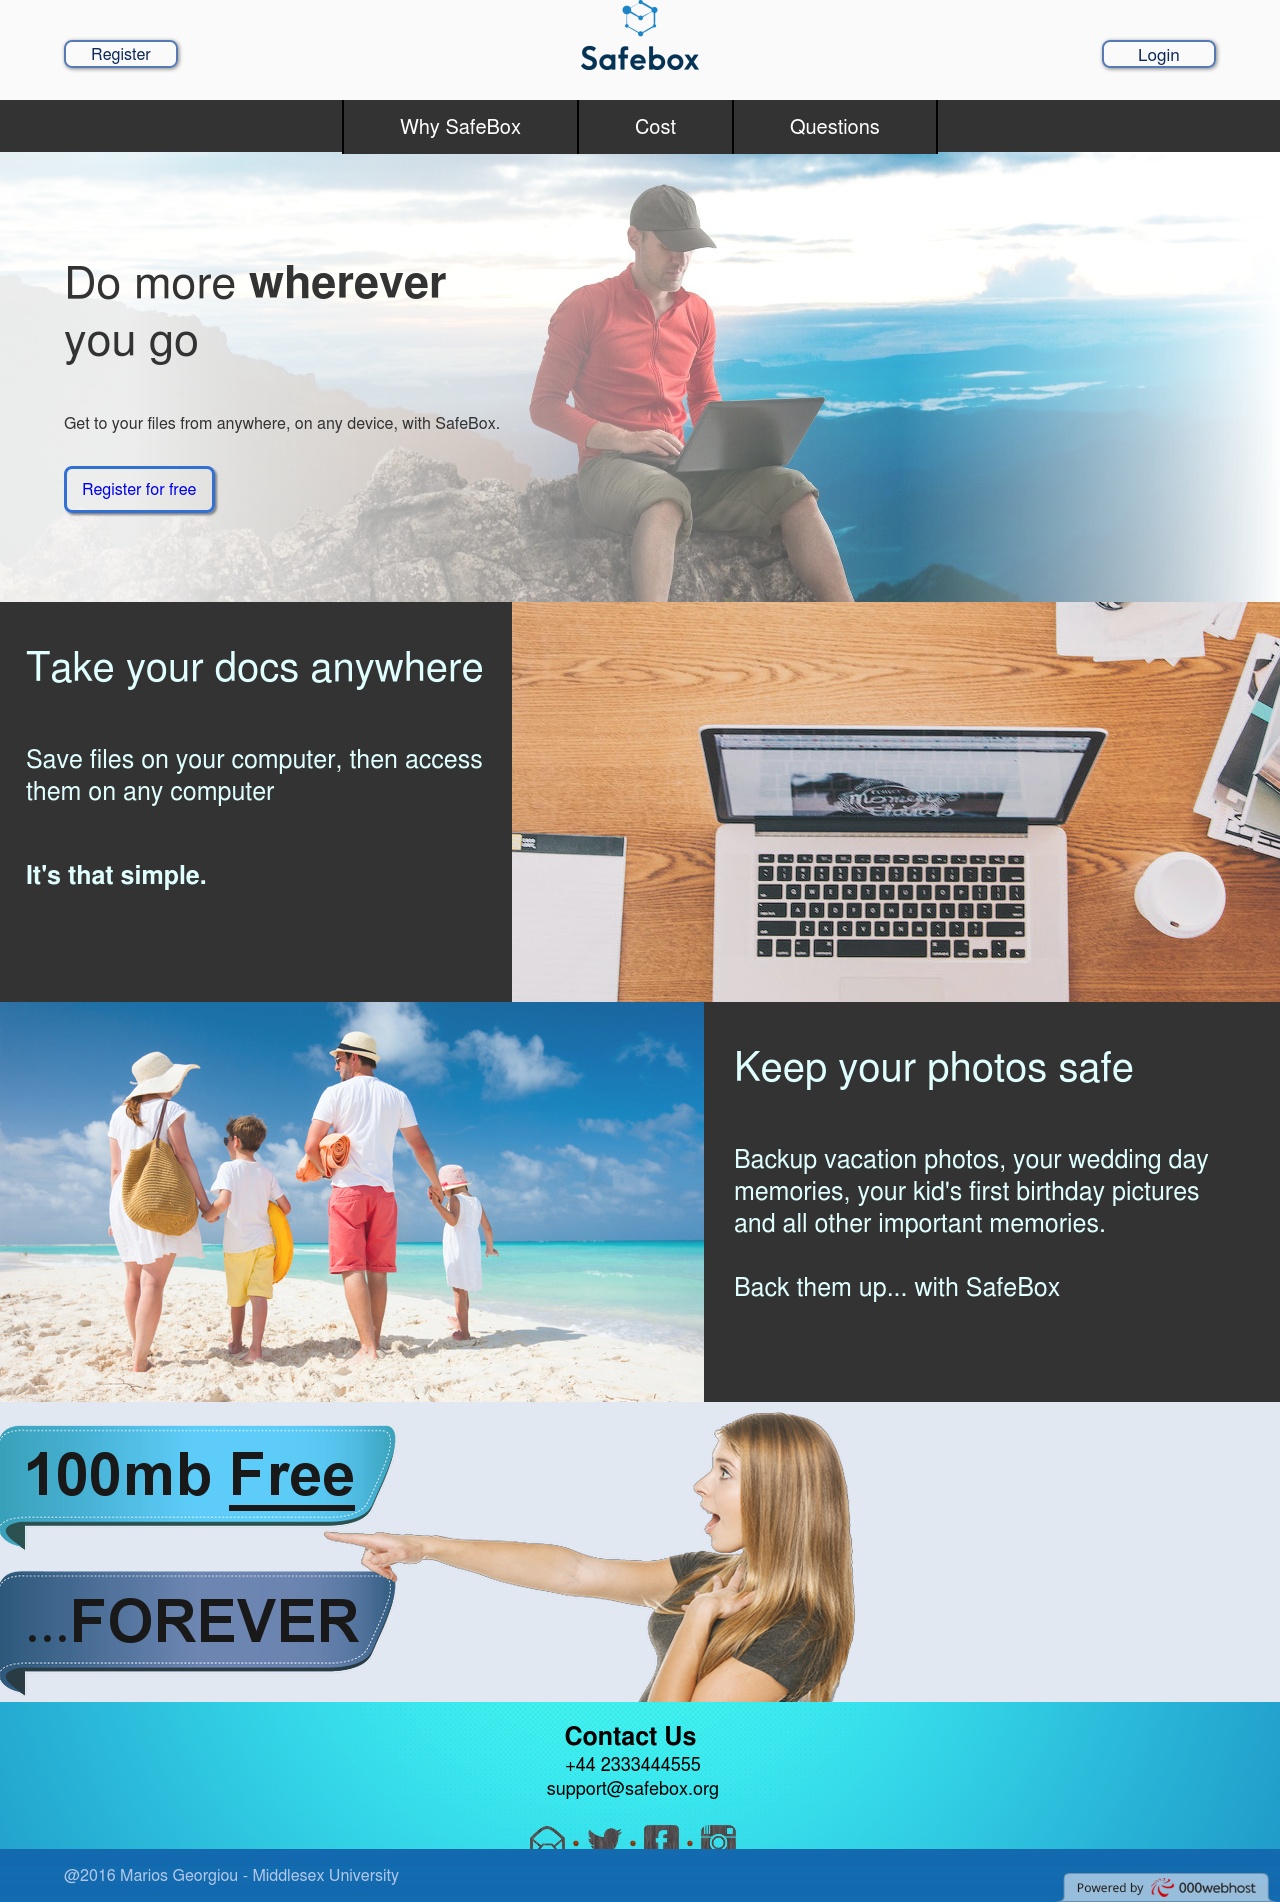 Register
Safebox
Login
Why SafeBox
Cost
Questions
Do more wherever
you go
Get to your files from anywhere, on any device, with SafeBox.
Register for free
Take your docs anywhere
Save files on your computer, then access
them on any computer
It's that simple.
Keep your photos safe
Backup vacation photos, your wedding day
memories, your kid's first birthday pictures
and all other important memories.
Back them up... with SafeBox
100mb Free
...FOREVER
Contact Us
+44 2333444555
support@safebox.org
@2016 Marios Georgiou - Middlesex University
Powered by 000webhost